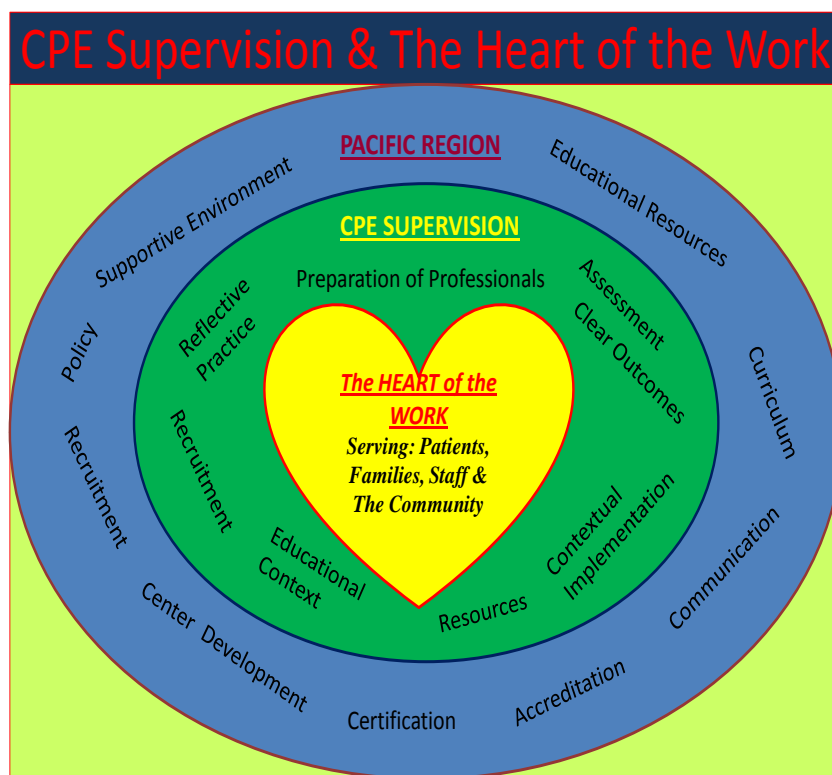 CPE Supervision & The Heart of the Work
PACIFIC REGION
Supportive Environment
Educational Resources
Policy
Curriculum
Recruitment
Communication
Center Development
Accreditation
Certification
CPE SUPERVISION
Preparation of Professionals
Reflective
Practice
Assessment
Clear Outcomes
Recruitment
Contextual
Implementation
Educational
Context
Resources
The HEART of the
WORK
Serving: Patients,
Families, Staff &
The Community